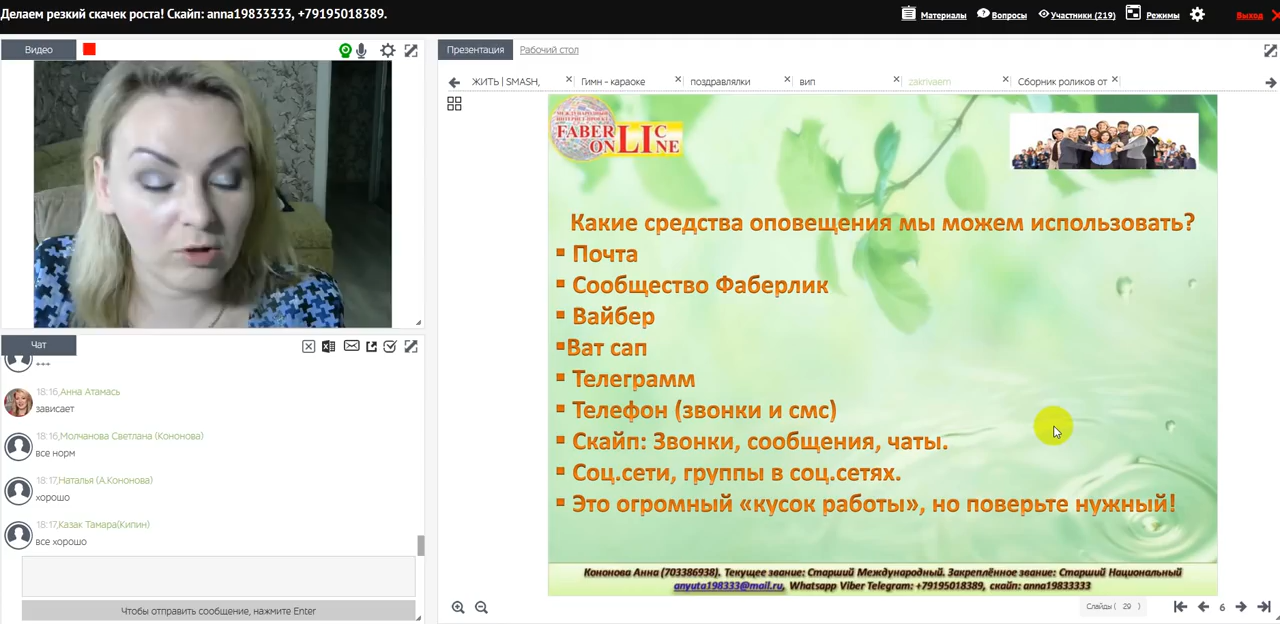 Делаем резкий скачек роста! Скайп: anna19833333, +79195018389.
Материалы
Вопросы
Участники (219)
Режимы
Выход
Видео
Презентация
Рабочий стол
ЖИТЬ | SMASH,
Гимн - караоке
поздравлялки
вип
zakrivaem
Сборник роликов от
МЕЖДУНАРОДНЫЙ
ИНТЕРНЕТ-ПРОЕКТ
FABERLIC
ONLINE
Какие средства оповещения мы можем использовать?
Почта
Сообщество Фаберлик
Вайбер
Ват сап
Телеграмм
Телефон (звонки и смс)
Скайп: Звонки, сообщения, чаты.
Соц.сети, группы в соц.сетях.
Это огромный «кусок работы», но поверьте нужный!
Кононова Анна (703386938). Текущее звание: Старший Международный. Закреплённое звание: Старший Национальный
anyuta198333@mail.ru, Whatsapp Viber Telegram: +79195018389, скайп: anna19833333
Слайды ( 29 )
6
Чат
+++
18:16, Анна Атамась
зависает
18:16, Молчанова Светлана (Кононова)
все норм
18:17, Наталья (А.Кононова)
хорошо
18:17, Казак Тамара(Килин)
все хорошо
Чтобы отправить сообщение, нажмите Enter